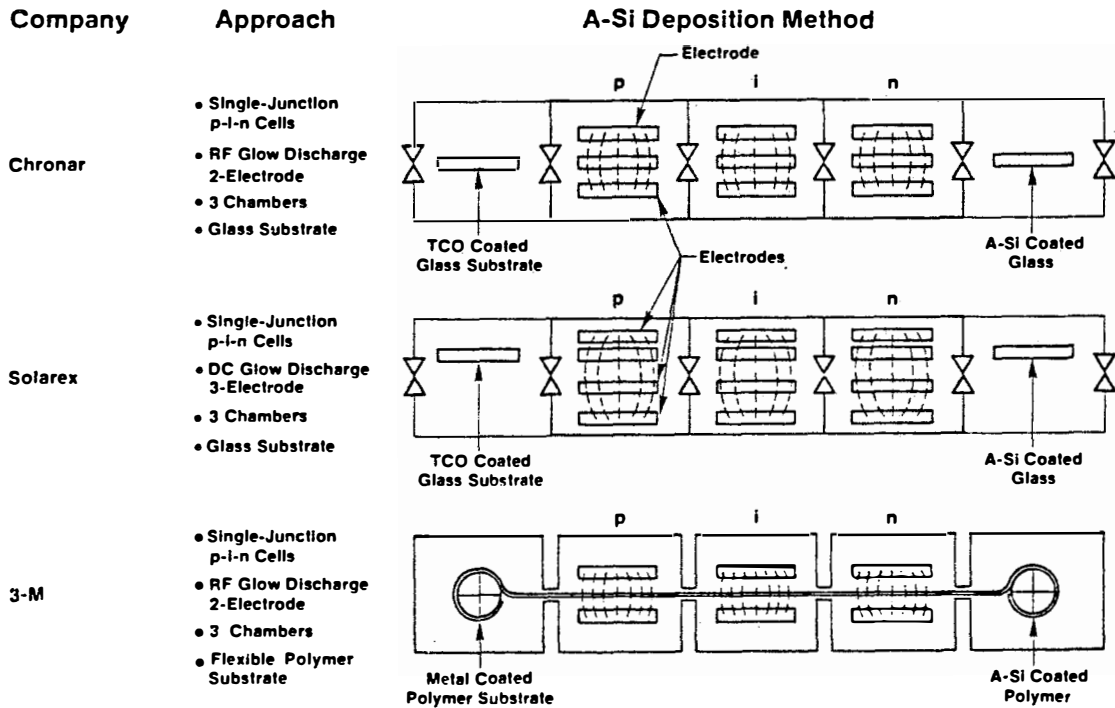 Company
Approach
A-Si Deposition Method
Electrode
p
i
n
Chronar
• Single-Junction
p-i-n Cells
• RF Glow Discharge
2-Electrode
• 3 Chambers
• Glass Substrate
TCO Coated
Glass Substrate
A-Si Coated
Glass
Electrodes
p
i
n
Solarex
• Single-Junction
p-i-n Cells
• DC Glow Discharge
3-Electrode
• 3 Chambers
• Glass Substrate
TCO Coated
Glass Substrate
A-Si Coated
Glass
p
i
n
3-M
• Single-Junction
p-i-n Cells
• RF Glow Discharge
2-Electrode
• 3 Chambers
• Flexible Polymer
Substrate
Metal Coated
Polymer Substrate
A-Si Coated
Polymer